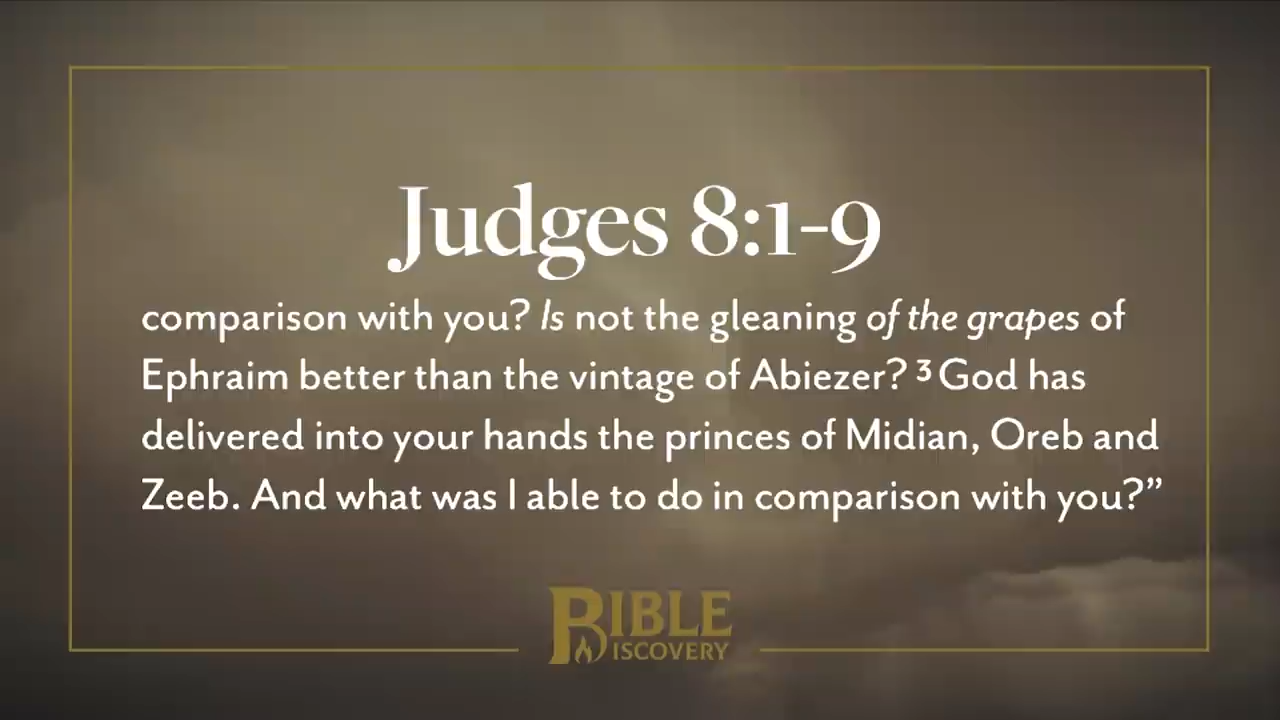 Judges 8:1-9
comparison with you? Is not the gleaning of the grapes of
Ephraim better than the vintage of Abiezer? ³God has
delivered into your hands the princes of Midian, Oreb and
Zeeb. And what was I able to do in comparison with you?”
BIBLE
DISCOVERY